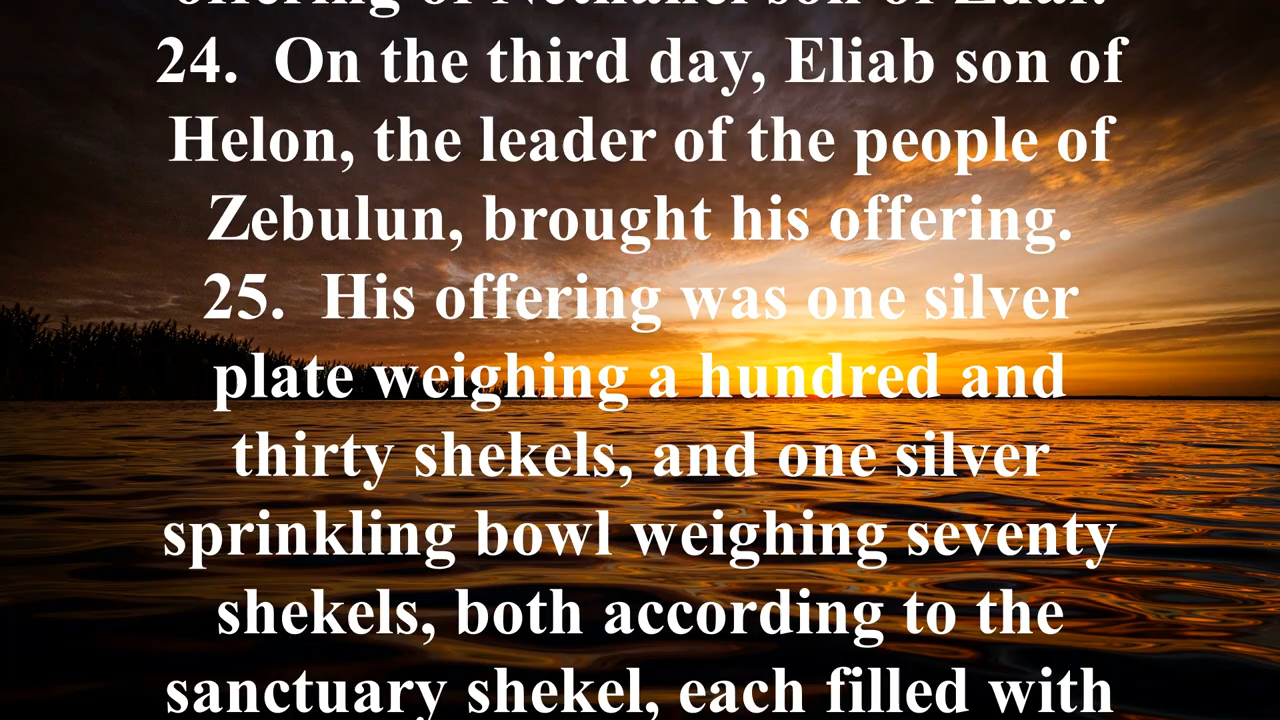 offering of Nethanel son of Zuar.
24.  On the third day, Eliab son of
Helon, the leader of the people of
Zebulun, brought his offering.
25.  His offering was one silver
plate weighing a hundred and
thirty shekels, and one silver
sprinkling bowl weighing seventy
shekels, both according to the
sanctuary shekel, each filled with